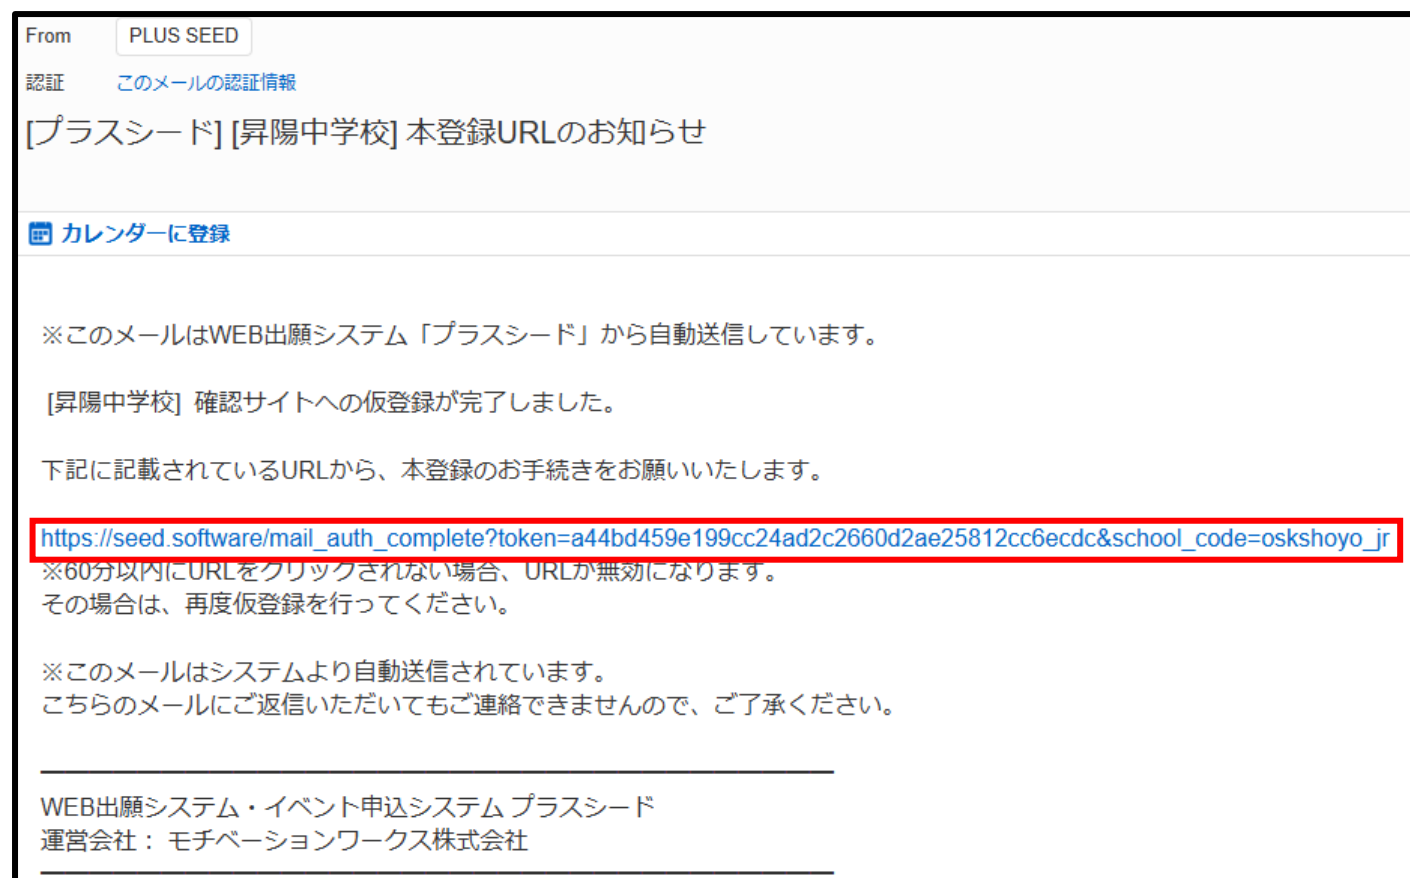 From PLUS SEED
認証 このメールの認証情報
[プラスシード] [昇陽中学校] 本登録URLのお知らせ
カレンダーに登録
※このメールはWEB出願システム「プラスシード」から自動送信しています。
[昇陽中学校] 確認サイトへの仮登録が完了しました。
下記に記載されているURLから、本登録のお手続きをお願いいたします。
https://seed.software/mail_auth_complete?token=a44bd459e199cc24ad2c2660d2ae25812cc6ecdc&school_code=oskshoyo_jr
※60分以内にURLをクリックされない場合、URLが無効になります。
その場合は、再度仮登録を行ってください。
※このメールはシステムより自動送信されています。
こちらのメールにご返信いただいてもご連絡できませんので、ご了承ください。
WEB出願システム・イベント申込システム プラスシード
運営会社： モチベーションワークス株式会社